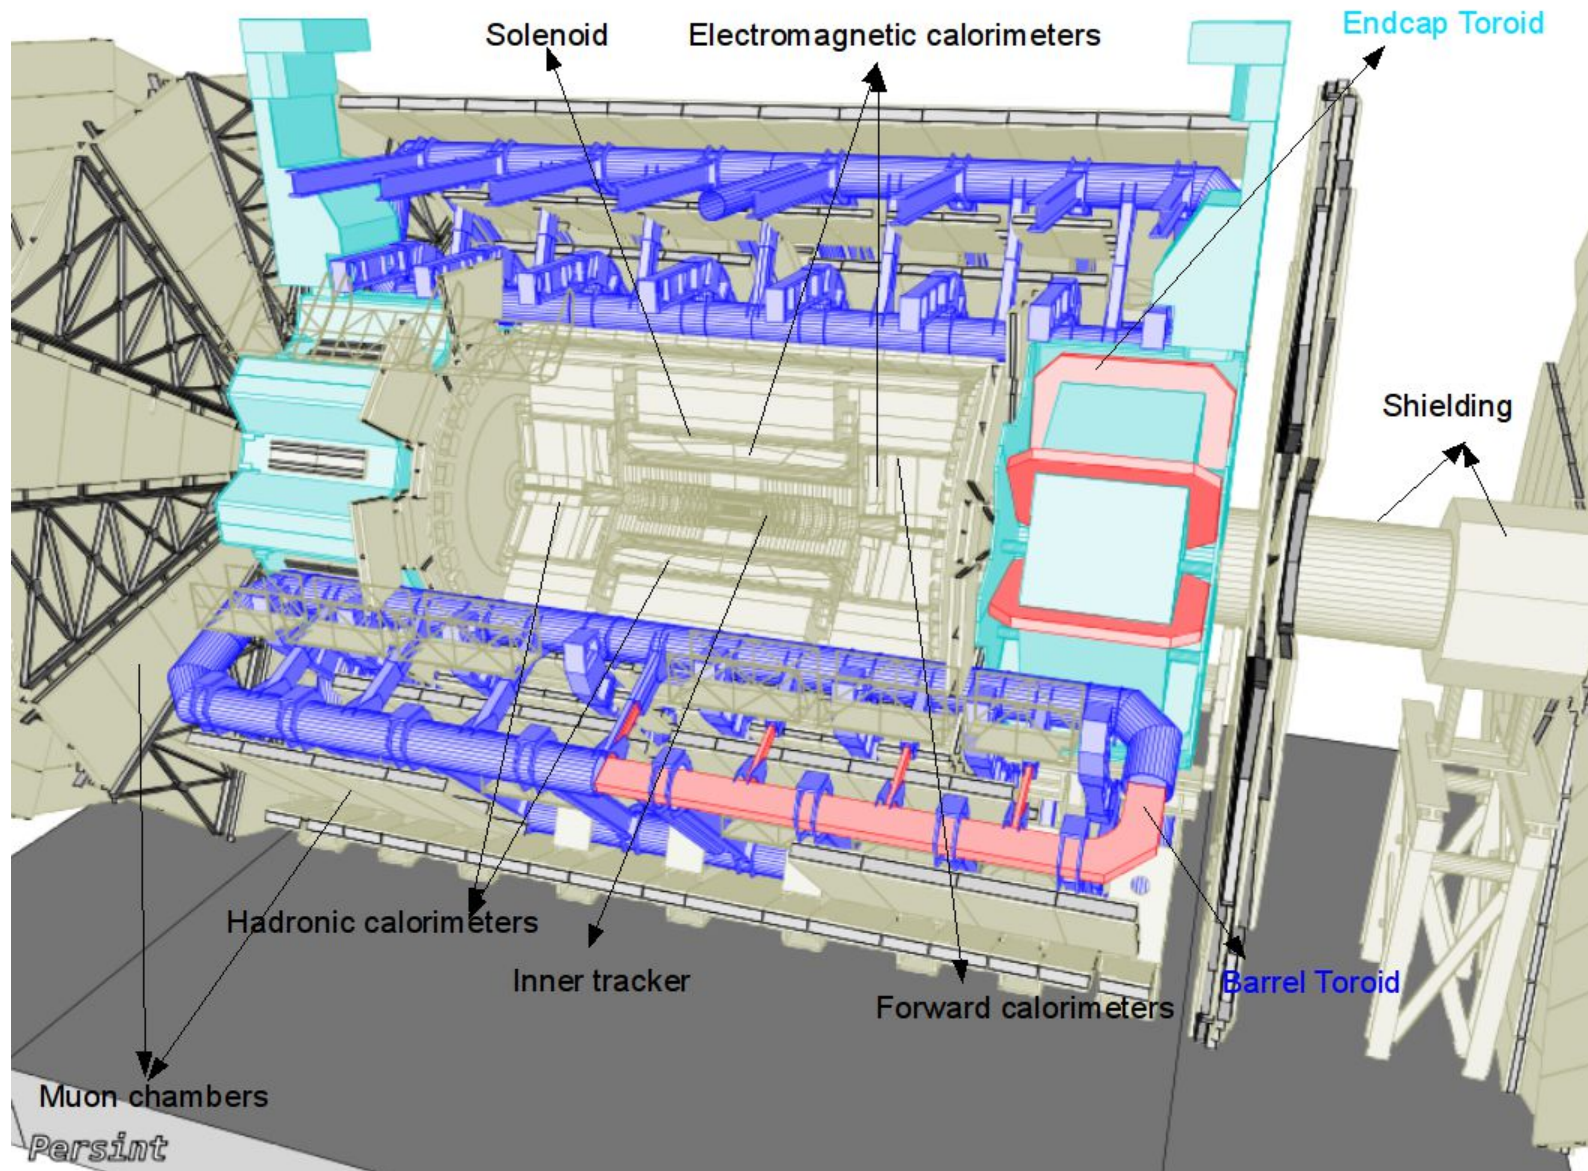 Solenoid
Electromagnetic calorimeters
Endcap Toroid
Shielding
Hadronic calorimeters
Inner tracker
Forward calorimeters
Barrel Toroid
Muon chambers
Persint